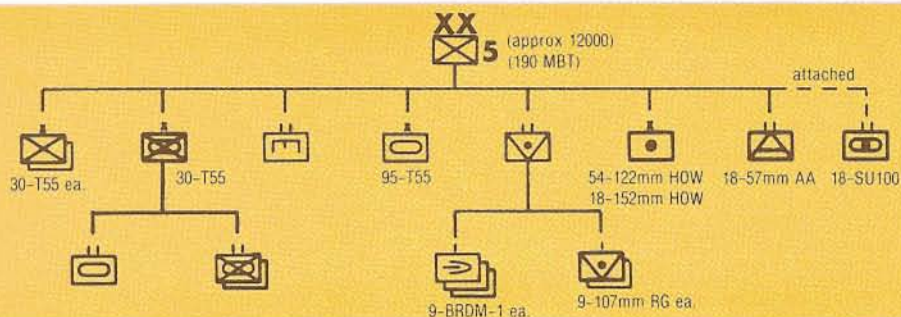 XX
5 (approx 12000)
(190 MBT)
attached
30-T55 ea.
30-T55
95-T55
54-122mm HOW
18-152mm HOW
18-57mm AA
18-SU100
9-BRDM-1 ea.
9-107mm RG ea.